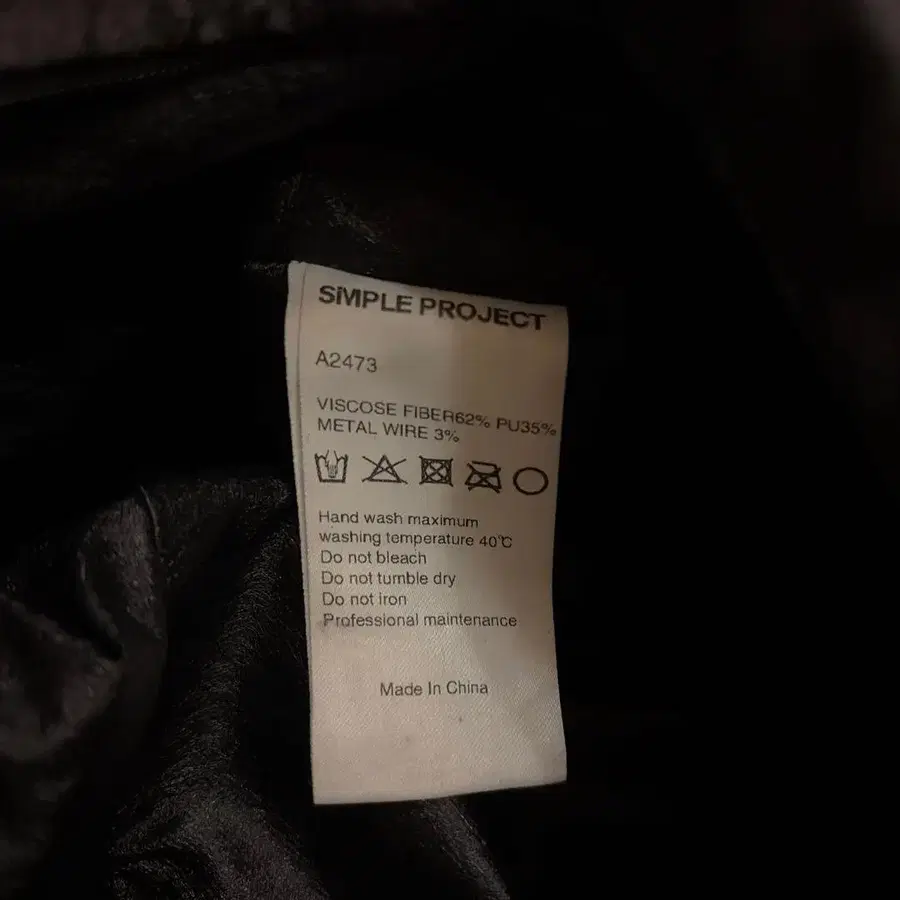 SiMPLE PROJECT
A2473
VISCOSE FIBER62% PU35%
METAL WIRE 3%
Hand wash maximum
washing temperature 40℃
Do not bleach
Do not tumble dry
Do not iron
Professional maintenance
Made In China